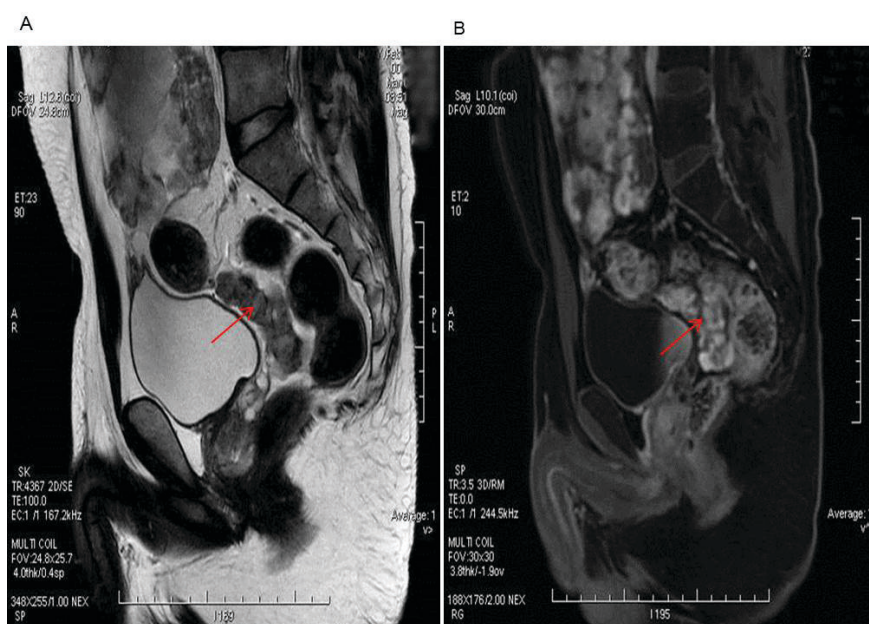 A
B
Sag L12.8(coi)
DFOV 24.8cm
ET:23
90
A
R
P
L
SK
TR:4367 2D/SE
TE:100.0
EC:1 /1 167.2kHz
MULTI COIL
FOV:24.8x25.7
4.0thk/0.4sp
348X255/1.00 NEX
SP
I169
Average: 1
v>
Sag L10.1(coi)
DFOV 30.0cm
ET:2
10
A
R
SP
TR:3.5 3D/RM
TE:0.0
EC:1 /1 244.5kHz
MULTI COIL
FOV:30x30
3.8thk/-1.9ov
188X176/2.00 NEX
RG
I195
Average: